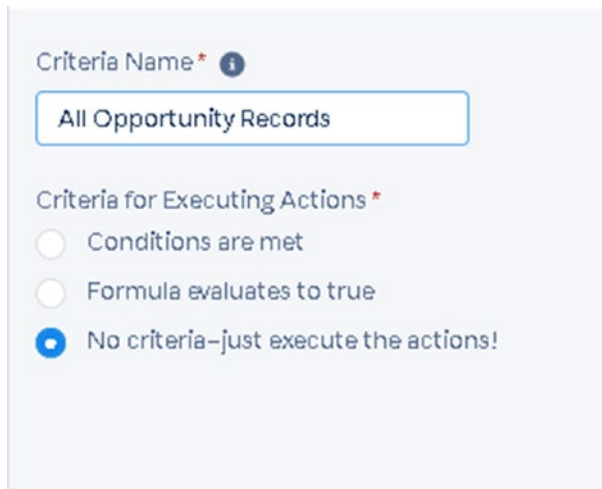 Criteria Name*
All Opportunity Records
Criteria for Executing Actions*
Conditions are met
Formula evaluates to true
No criteria–just execute the actions!